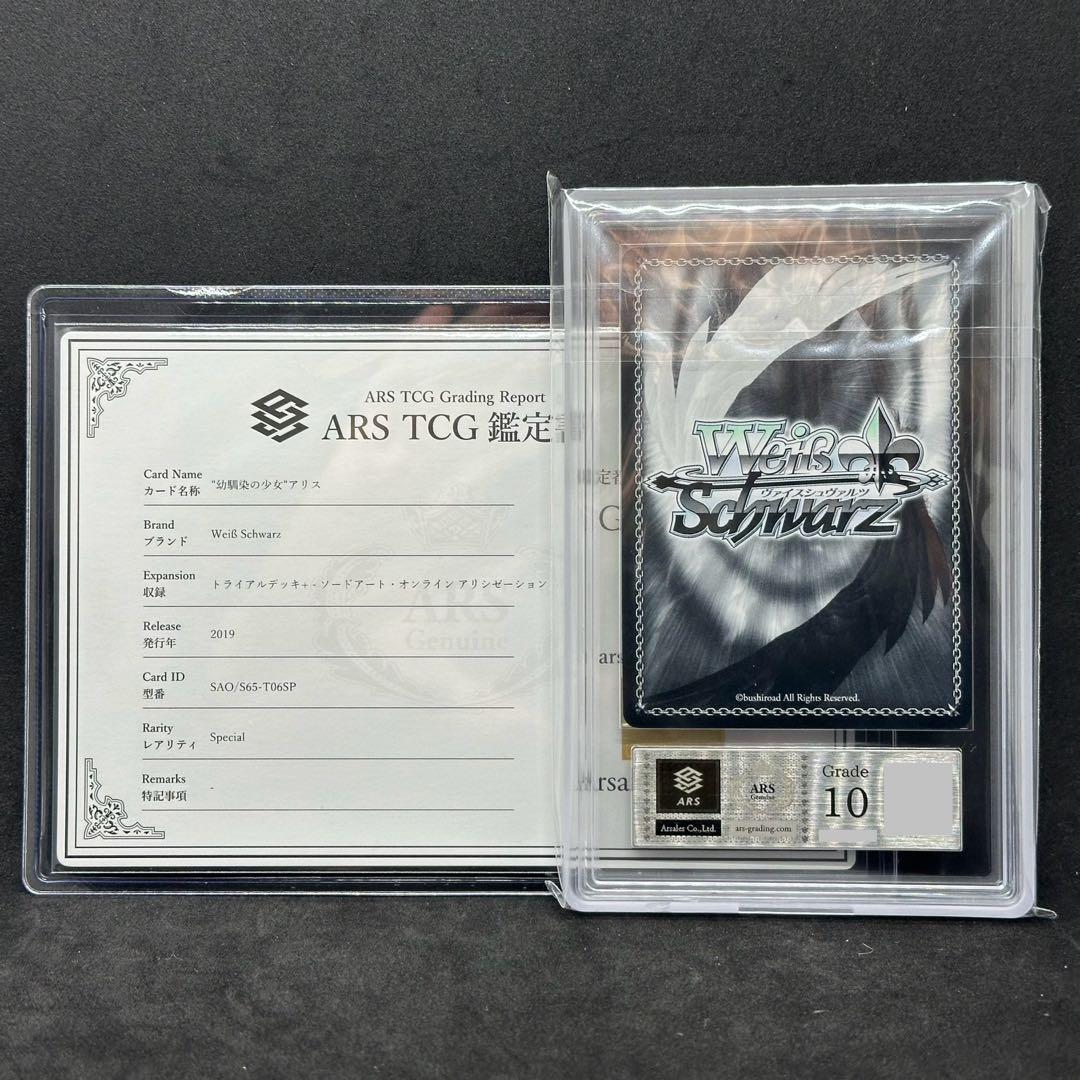 ARS TCG Grading Report
ARS TCG 鑑定書
Card Name
カード名称
"幼馴染の少女"アリス
Brand
ブランド
Weiß Schwarz
Expansion
収録
トライアルデッキ+ - ソードアート・オンライン アリシゼーション
Release
発行年
2019
Card ID
型番
SAO/S65-T06SP
Rarity
レアリティ
Special
Remarks
特記事項
-
ARS
Genuine
Weiß
ヴァイスシュヴァルツ
Schwarz
©bushiroad All Rights Reserved.
ARS
Arsales Co.,Ltd.
ARS
Genuine
ars-grading.com
Grade
10